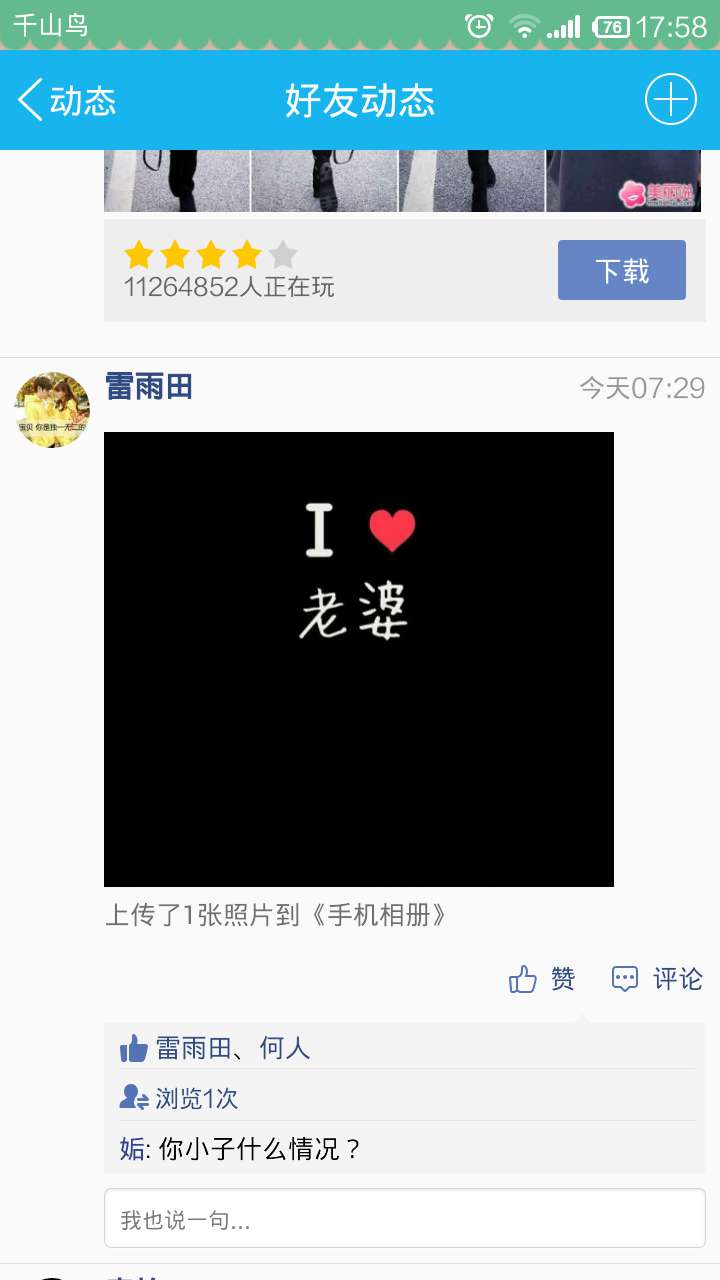 千山鸟
76 17:58
动态
好友动态
美丽说
11264852人正在玩
下载
雷雨田
今天07:29
宝贝 你是独一无二的
I
老婆
上传了1张照片到《手机相册》
赞
评论
雷雨田、何人
浏览1次
姤: 你小子什么情况？
我也说一句...